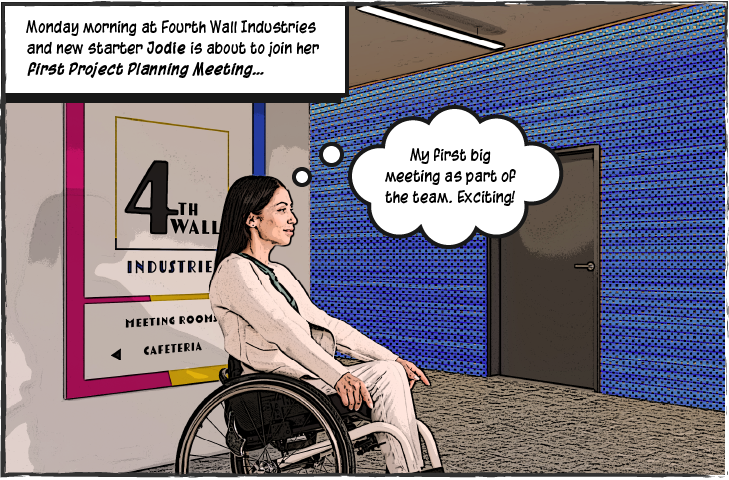 Monday morning at Fourth Wall Industries
and new starter Jodie is about to join her
first Project Planning Meeting...
My first big
meeting as part of
the team. Exciting!
4TH
WALL
INDUSTRIE
MEETING ROOMS
CAFETERIA